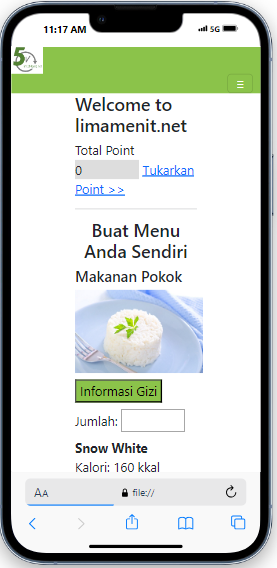 11:17 AM
5G
5
Welcome to
limamenit.net
Total Point
0 Tukarkan
Point >>
Buat Menu
Anda Sendiri
Makanan Pokok
Informasi Gizi
Jumlah:
Snow White
Kalori: 160 kkal
AA
file://